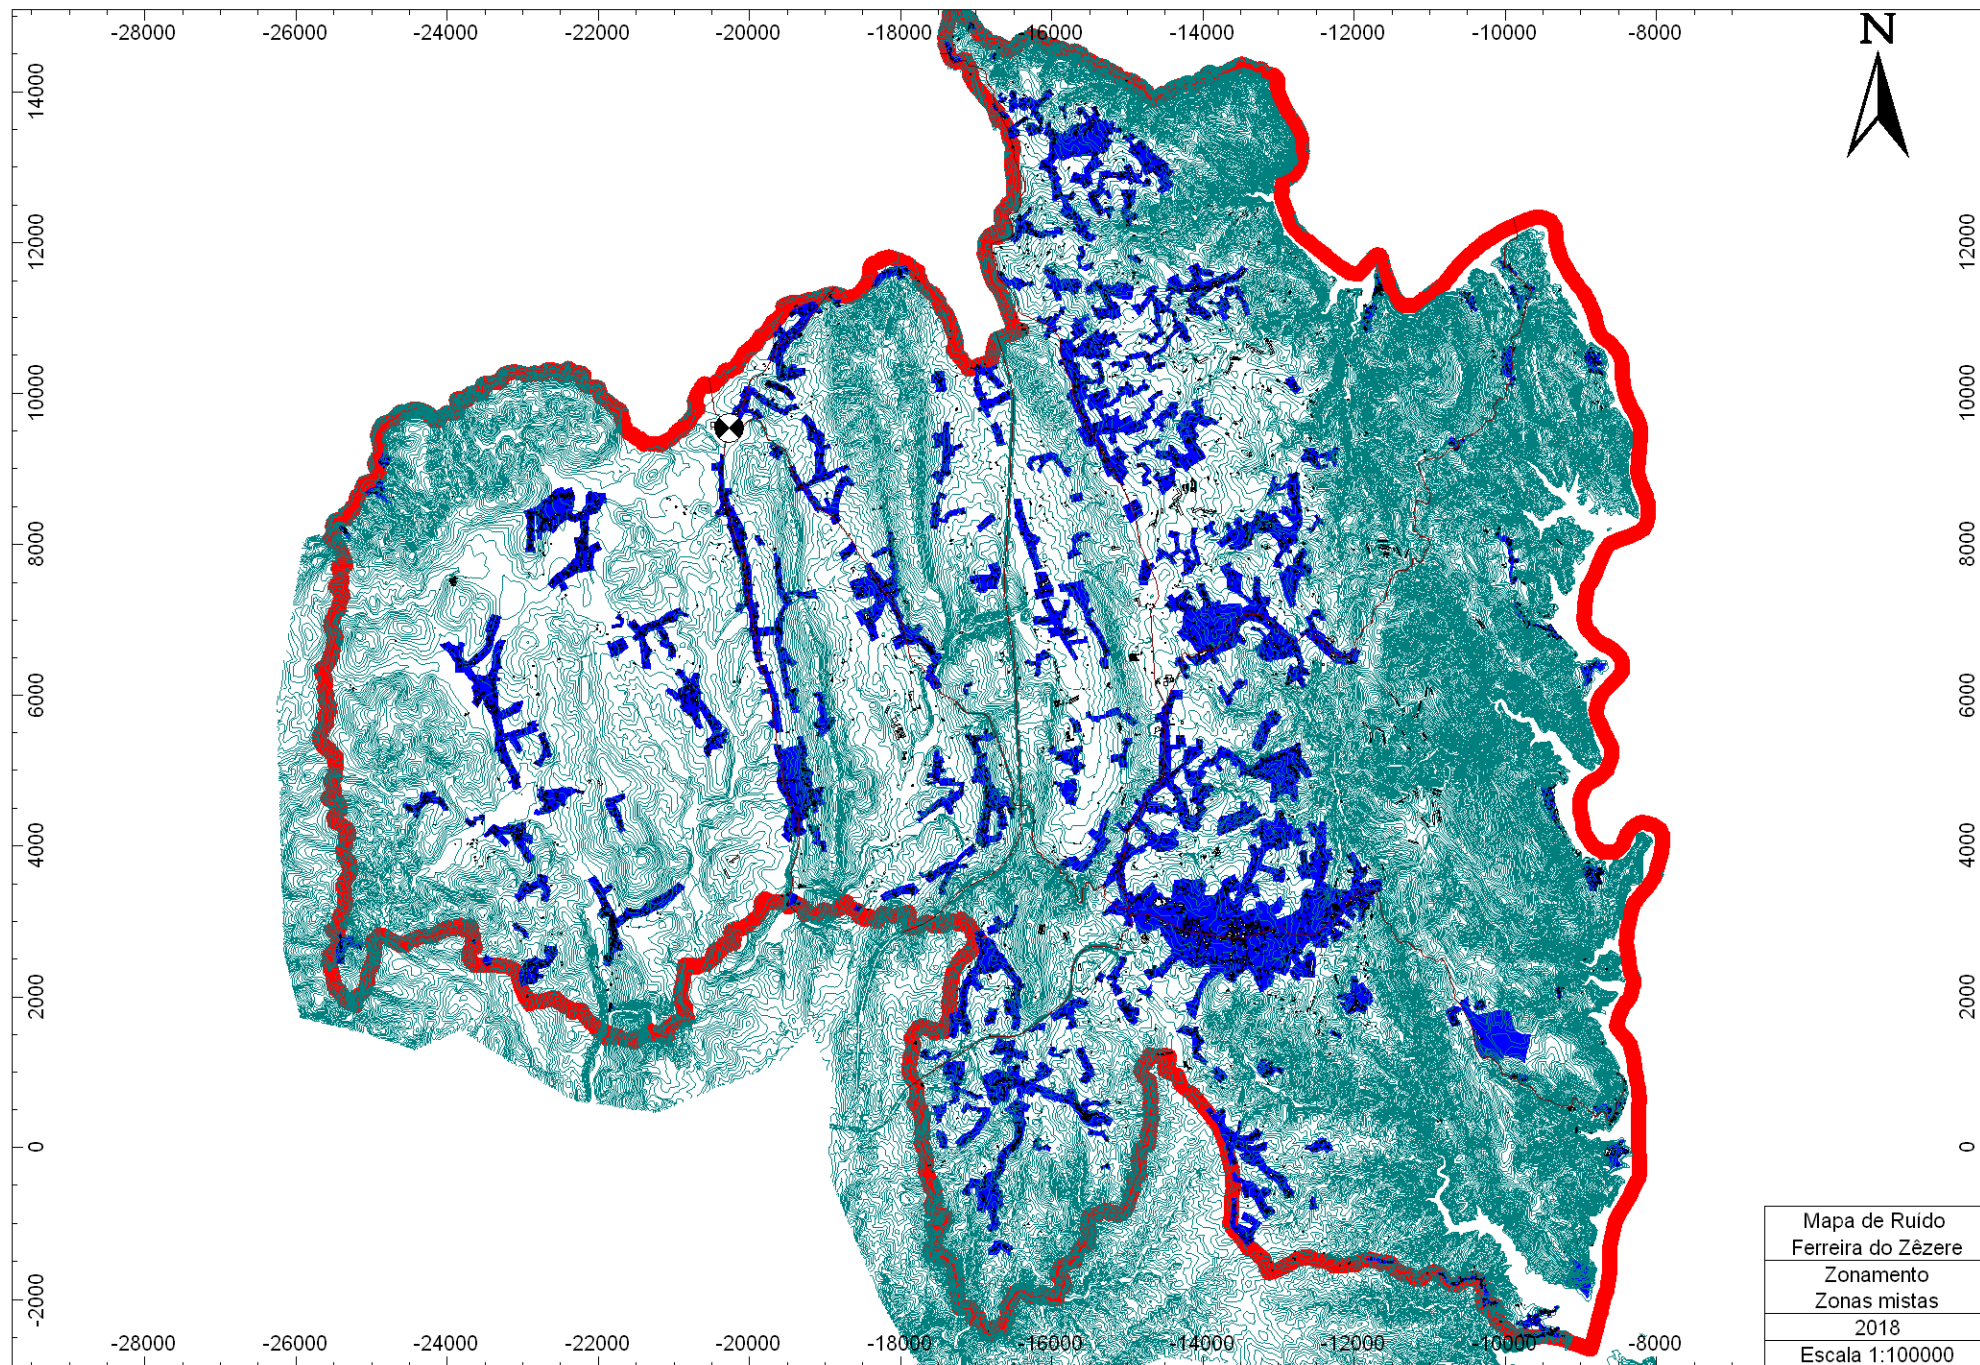 -28000 -26000 -24000 -22000 -20000 -18000 -16000 -14000 -12000 -10000 -8000
N
14000
12000 12000
10000 10000
8000 8000
6000 6000
4000 4000
2000 2000
0 0
-2000
Mapa de Ruído
Ferreira do Zêzere
Zonamento
Zonas mistas
2018
Escala 1:100000
-28000 -26000 -24000 -22000 -20000 -18000 -16000 -14000 -12000 -10000 -8000